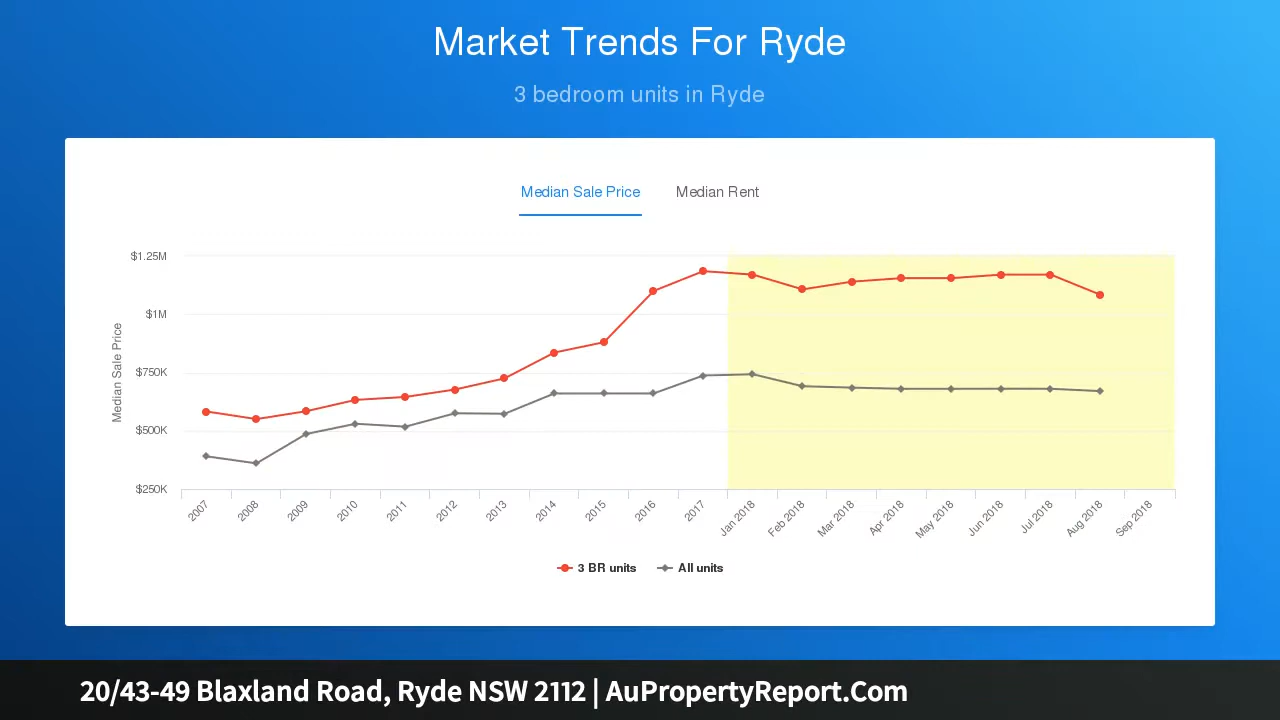 Market Trends For Ryde
3 bedroom units in Ryde
Median Sale Price Median Rent
Median Sale Price
$1.25M
$1M
$750K
$500K
$250K
2007 2008 2009 2010 2011 2012 2013 2014 2015 2016 2017 Jan 2018 Feb 2018 Mar 2018 Apr 2018 May 2018 Jun 2018 Jul 2018 Aug 2018 Sep 2018
3 BR units All units
20/43-49 Blaxland Road, Ryde NSW 2112 | AuPropertyReport.Com